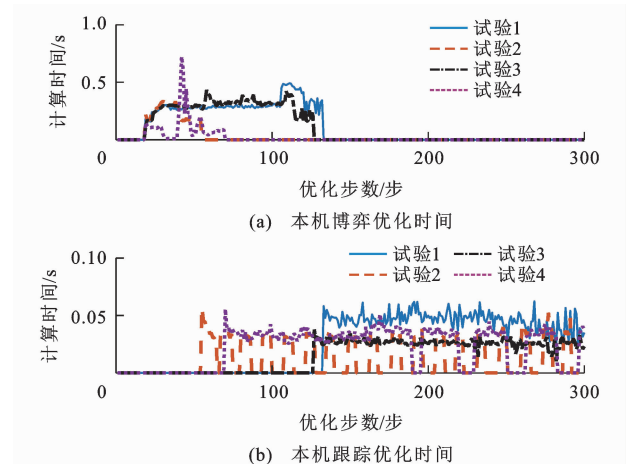 1.0
试验1
试验2
试验3
试验4
计算时间/s
0.5
0
100
200
300
优化步数/步
(a) 本机博弈优化时间
0.10
试验1
试验3
试验2
试验4
计算时间/s
0.05
0
100
200
300
优化步数/步
(b) 本机跟踪优化时间